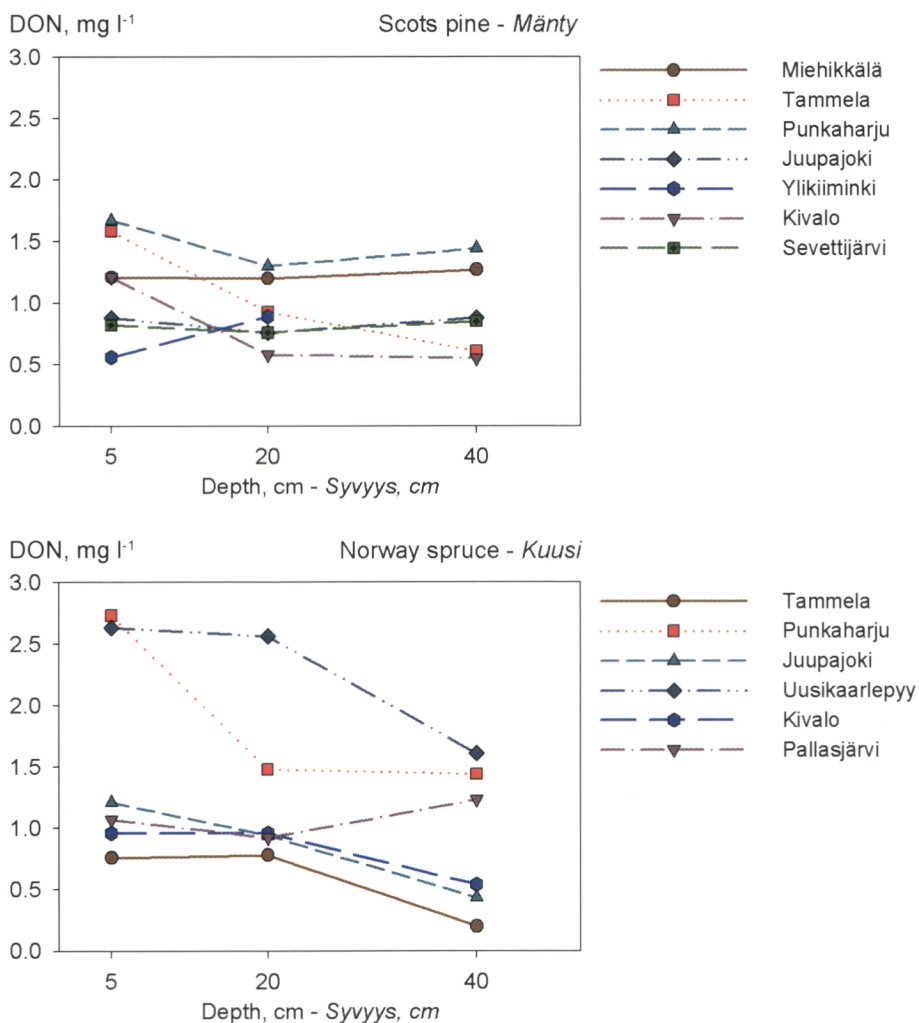 DON, mg l⁻¹ Scots pine - Mänty
3.0
2.5
2.0
1.5
1.0
0.5
0.0
5 20 40
Depth, cm - Syvyys, cm
Miehikkälä
Tammela
Punkaharju
Juupajoki
Ylikiiminki
Kivalo
Sevettijärvi
DON, mg l⁻¹ Norway spruce - Kuusi
3.0
2.5
2.0
1.5
1.0
0.5
0.0
5 20 40
Depth, cm - Syvyys, cm
Tammela
Punkaharju
Juupajoki
Uusikaarlepyy
Kivalo
Pallasjärvi